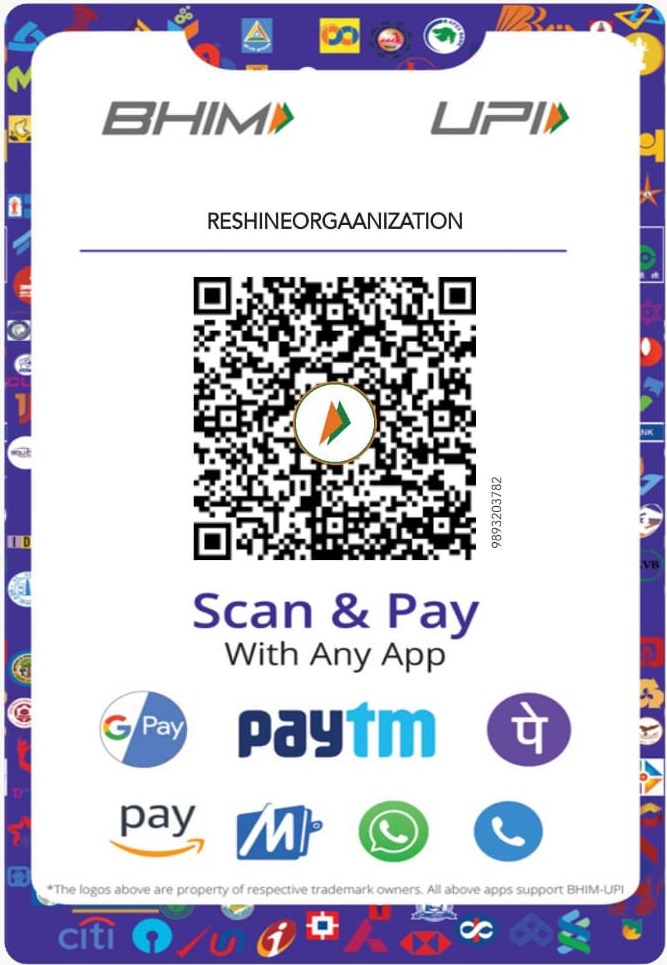 BHIM UPI
RESHINEORGAANIZATION
9893203782
Scan & Pay
With Any App
G Pay paytm पे
pay
*The logos above are property of respective trademark owners. All above apps support BHIM-UPI
citi